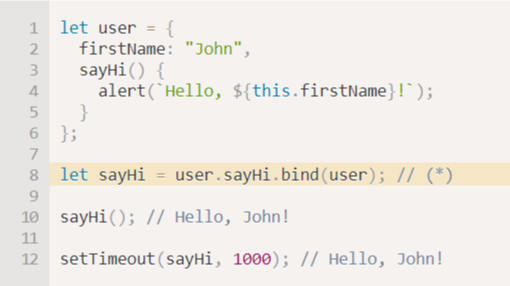 1 let user = {
2   firstName: "John",
3   sayHi() {
4     alert(`Hello, ${this.firstName}!`);
5   }
6 };
7
8 let sayHi = user.sayHi.bind(user); // (*)
9
10 sayHi(); // Hello, John!
11
12 setTimeout(sayHi, 1000); // Hello, John!